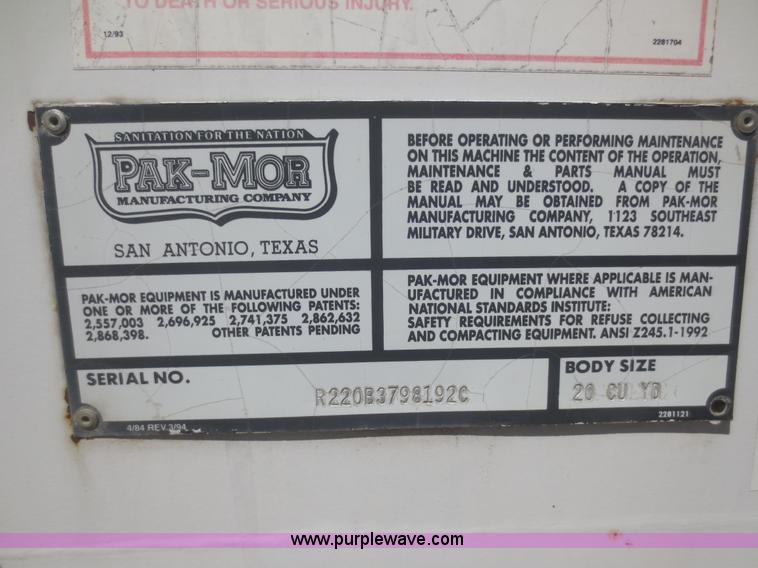 TO DEATH OR SERIOUS INJURY.
12/93
2281704
SANITATION FOR THE NATION
PAK-MOR
MANUFACTURING COMPANY
SAN ANTONIO, TEXAS
BEFORE OPERATING OR PERFORMING MAINTENANCE
ON THIS MACHINE THE CONTENT OF THE OPERATION,
MAINTENANCE & PARTS MANUAL MUST
BE READ AND UNDERSTOOD. A COPY OF THE
MANUAL MAY BE OBTAINED FROM PAK-MOR
MANUFACTURING COMPANY, 1123 SOUTHEAST
MILITARY DRIVE, SAN ANTONIO, TEXAS 78214.
PAK-MOR EQUIPMENT IS MANUFACTURED UNDER
ONE OR MORE OF THE FOLLOWING PATENTS:
2,557,003 2,696,925 2,741,375 2,862,632
2,868,398. OTHER PATENTS PENDING
PAK-MOR EQUIPMENT WHERE APPLICABLE IS MAN-
UFACTURED IN COMPLIANCE WITH AMERICAN
NATIONAL STANDARDS INSTITUTE:
SAFETY REQUIREMENTS FOR REFUSE COLLECTING
AND COMPACTING EQUIPMENT. ANSI Z245.1-1992
SERIAL NO. R220B3798192C
BODY SIZE
20 CU YD
4/84 REV.3/94
2281121
www.purplewave.com